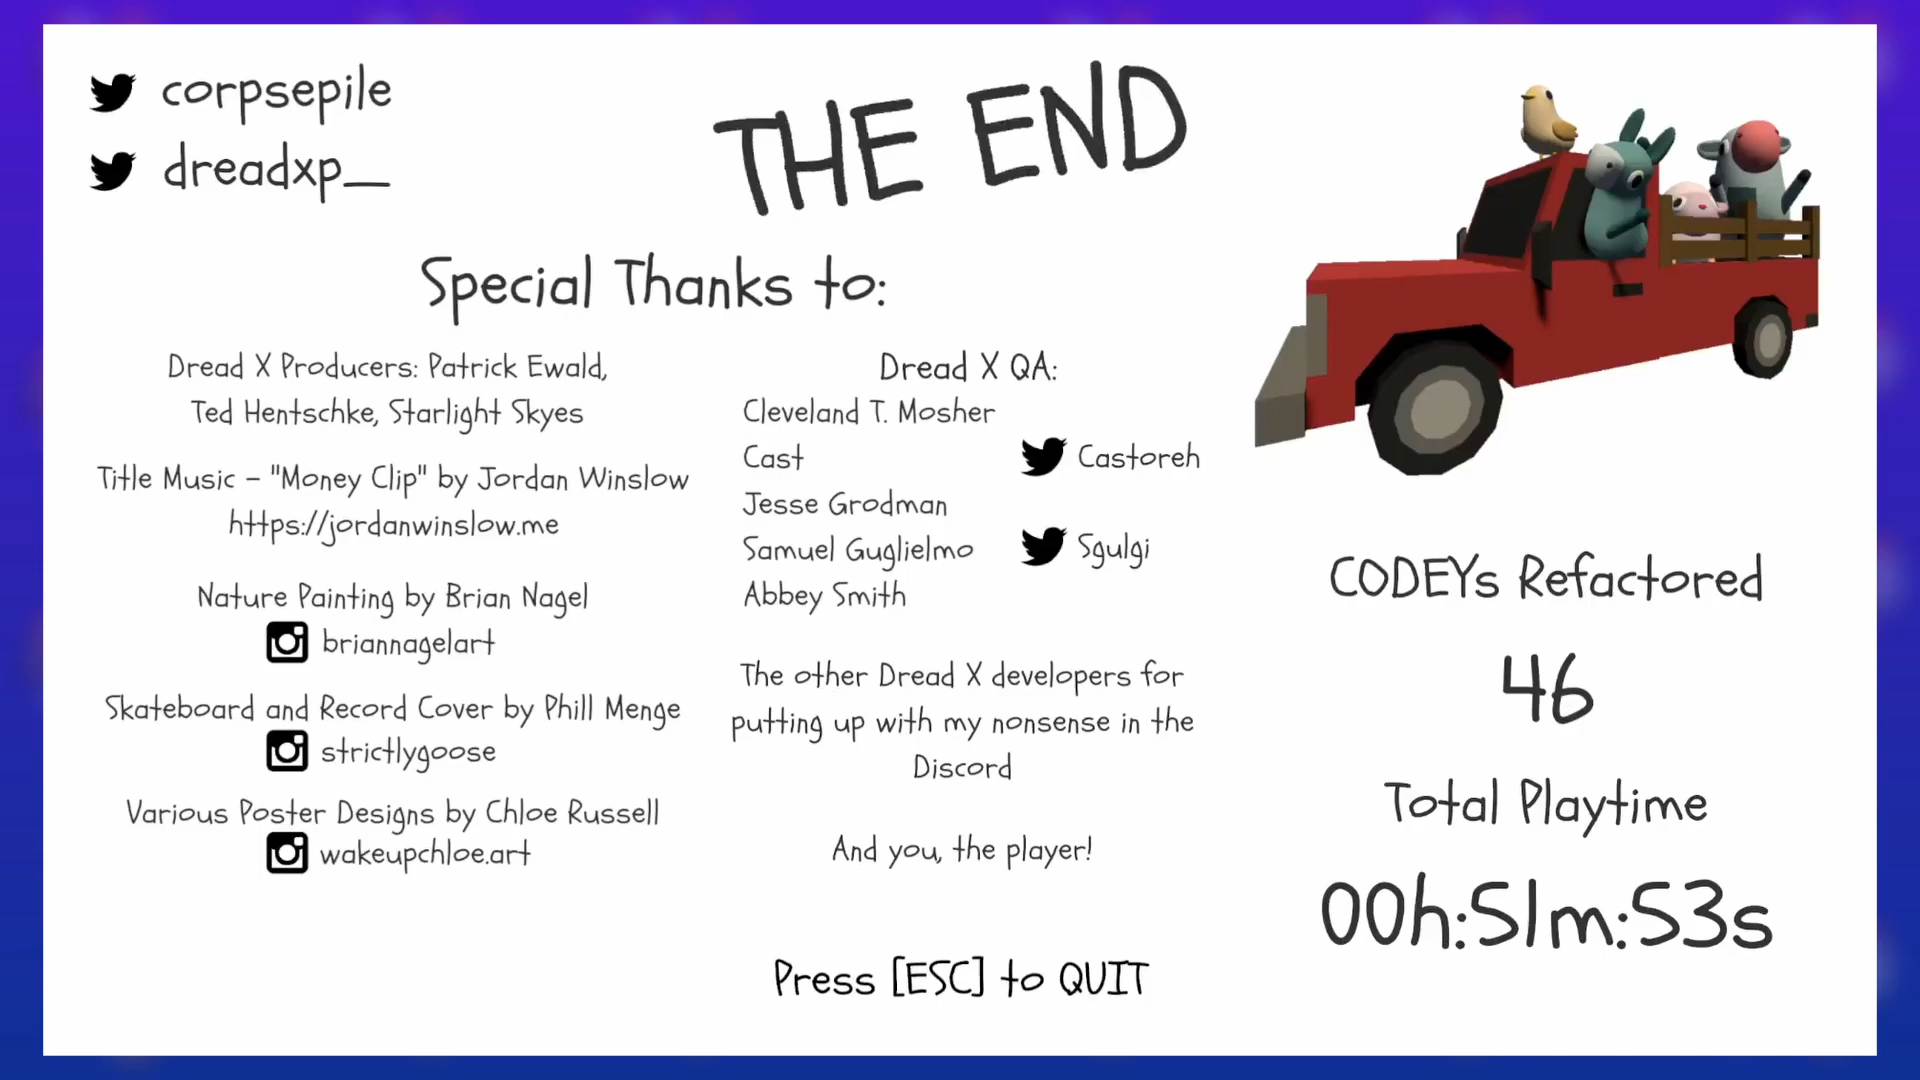 corpsepile
dreadxp__
THE END
Special Thanks to:
Dread X Producers: Patrick Ewald,
Ted Hentschke, Starlight Skyes
Title Music - "Money Clip" by Jordan Winslow
https://jordanwinslow.me
Nature Painting by Brian Nagel
briannagelart
Skateboard and Record Cover by Phill Menge
strictlygoose
Various Poster Designs by Chloe Russell
wakeupchloe.art
Dread X QA:
Cleveland T. Mosher
Cast Castoreh
Jesse Grodman
Samuel Guglielmo Sgulgi
Abbey Smith
The other Dread X developers for
putting up with my nonsense in the
Discord
And you, the player!
Press [ESC] to QUIT
CODEYs Refactored
46
Total Playtime
00h:51m:53s